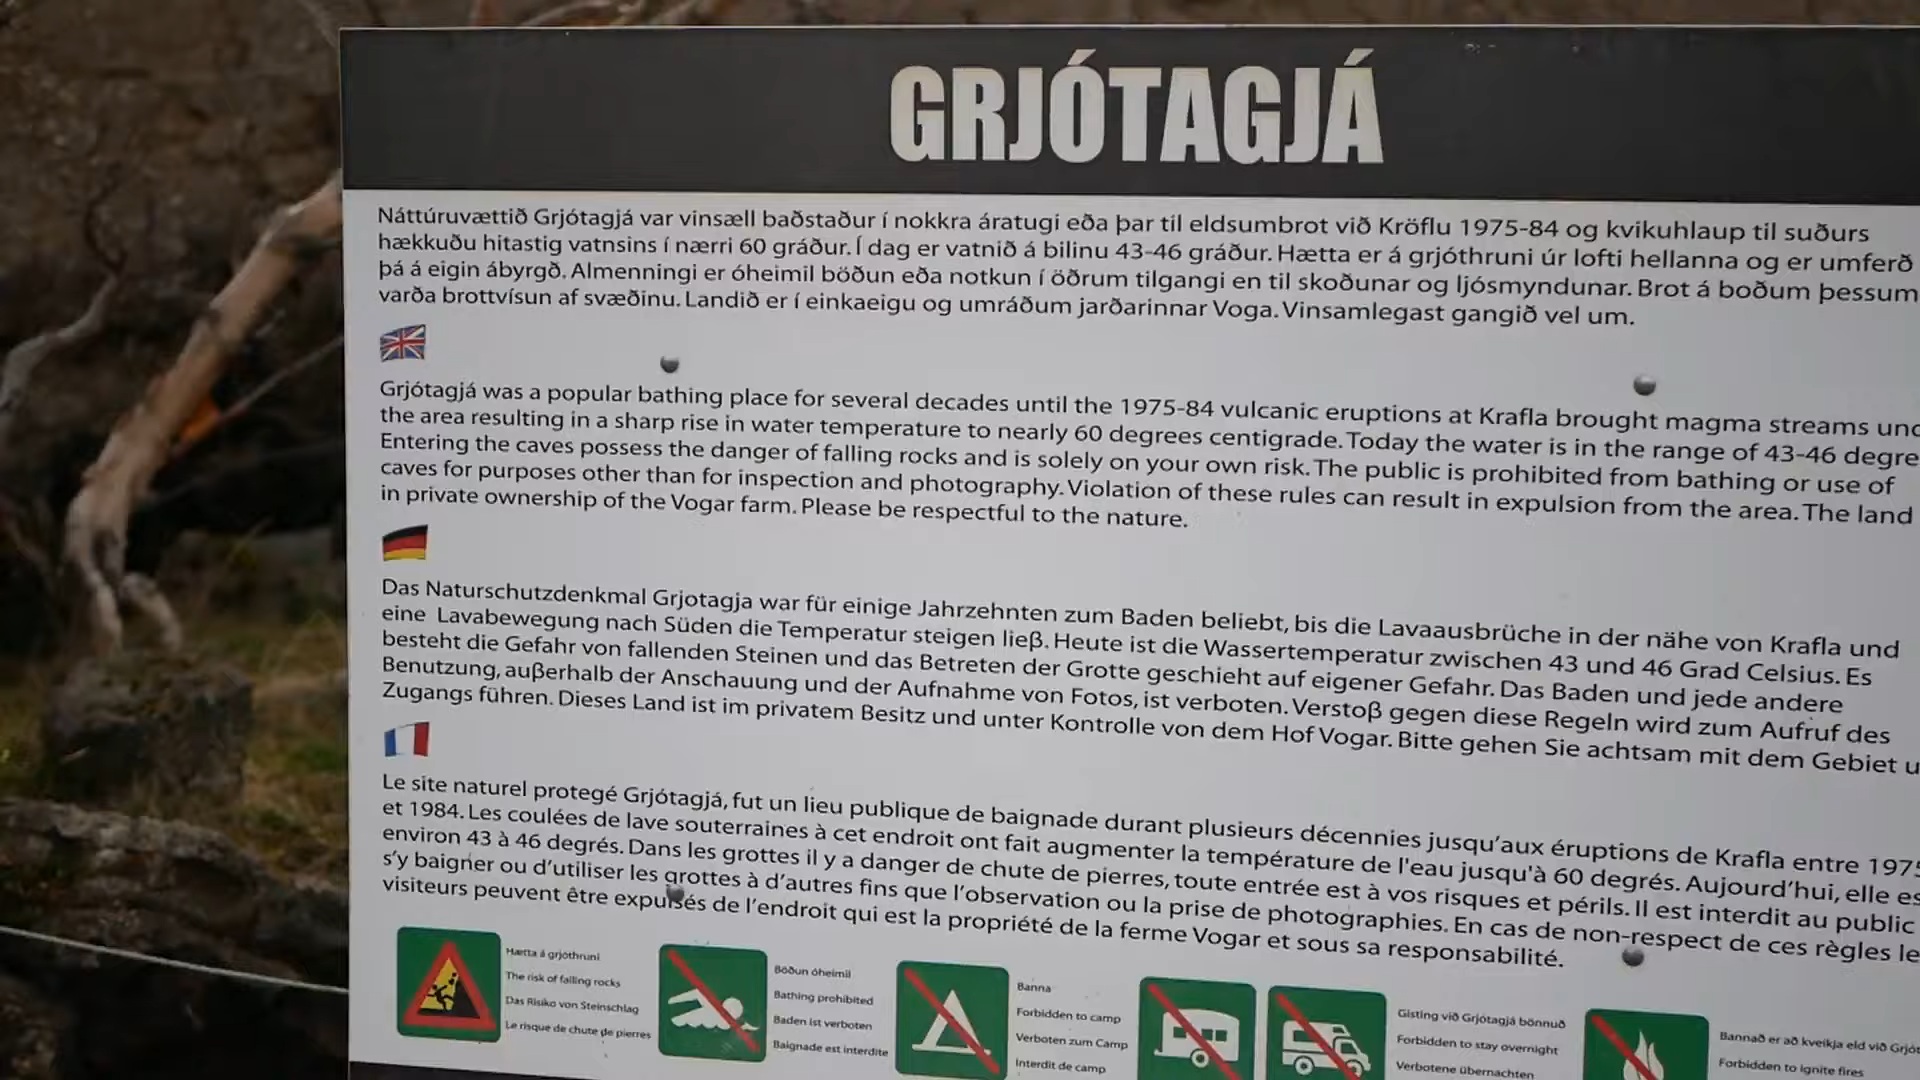 GRJÓTAGJÁ
Náttúruvættið Grjótagjá var vinsæll baðstaður í nokkra áratugi eða þar til eldsumbrot við Kröflu 1975-84 og kvikuhlaup til suðurs
hækkuðu hitastig vatnsins í nærri 60 gráður. Í dag er vatnið á bilinu 43-46 gráður. Hætta er á grjóthruni úr lofti hellanna og er umferð
þá á eigin ábyrgð. Almenningi er óheimil böðun eða notkun í öðrum tilgangi en til skoðunar og ljósmyndunar. Brot á boðum þessum
varða brottvísun af svæðinu. Landið er í einkaeigu og umráðum jarðarinnar Voga. Vinsamlegast gangið vel um.
Grjótagjá was a popular bathing place for several decades until the 1975-84 vulcanic eruptions at Krafla brought magma streams
the area resulting in a sharp rise in water temperature to nearly 60 degrees centigrade. Today the water is in the range of 43-46
Entering the caves possess the danger of falling rocks and is solely on your own risk. The public is prohibited from bathing or use of
caves for purposes other than for inspection and photography. Violation of these rules can result in expulsion from the area. The land
in private ownership of the Vogar farm. Please be respectful to the nature.
Das Naturschutzdenkmal Grjotagja war für einige Jahrzehnten zum Baden beliebt, bis die Lavaausbrüche in der nähe von Krafla und
eine Lavabewegung nach Süden die Temperatur steigen ließ. Heute ist die Wassertemperatur zwischen 43 und 46 Grad Celsius. Es
besteht die Gefahr von fallenden Steinen und das Betreten der Grotte geschieht auf eigener Gefahr. Das Baden und jede andere
Benutzung, außerhalb der Anschauung und der Aufnahme von Fotos, ist verboten. Verstoß gegen diese Regeln wird zum Aufruf des
Zugangs führen. Dieses Land ist im privatem Besitz und unter Kontrolle von dem Hof Vogar. Bitte gehen Sie achtsam mit dem Gebiet
Le site naturel protegé Grjótagjá, fut un lieu publique de baignade durant plusieurs décennies jusqu'aux éruptions de Krafla entre 1975
et 1984. Les coulées de lave souterraines à cet endroit ont fait augmenter la température de l'eau jusqu'à 60 degrés. Aujourd'hui, elle
environ 43 à 46 degrés. Dans les grottes il y a danger de chute de pierres, toute entrée est à vos risques et périls. Il est interdit au public
s'y baigner ou d'utiliser les grottes à d'autres fins que l'observation ou la prise de photographies. En cas de non-respect de ces règles
visiteurs peuvent être expulsés de l'endroit qui est la propriété de la ferme Vogar et sous sa responsabilité.
Hætta á grjóthruni
The risk of falling rocks
Das Risiko von Steinschlag
Le risque de chute de pierres
Böðun óheimil
Bathing prohibited
Baden ist verboten
Baignade est interdite
Banna
Forbidden to camp
Verboten zum Camp
Interdit de camp
Gisting við Grjótagjá bönnuð
Forbidden to stay overnight
Verbotene übernachten
Bannað er að kveikja eld við
Forbidden to ignite fires